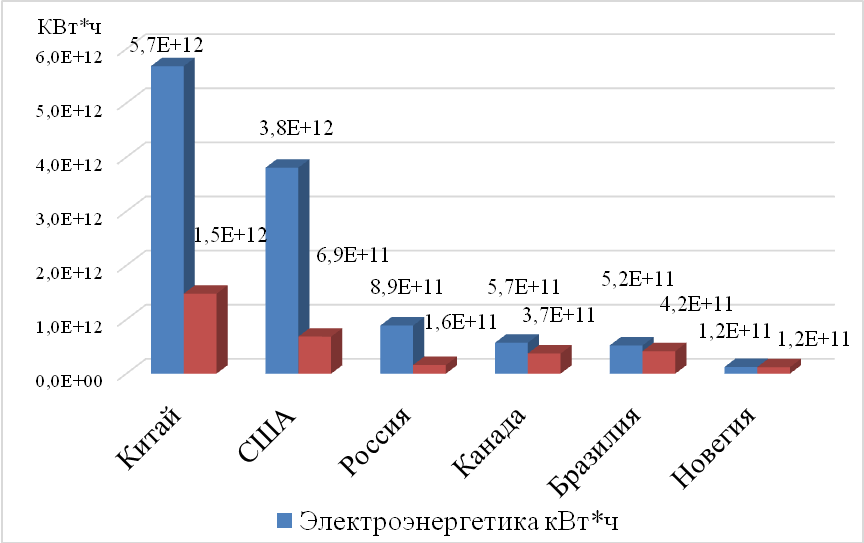 КВт*ч
6,0E+12
5,0E+12
4,0E+12
3,0E+12
2,0E+12
1,0E+12
0,0E+00
5,7E+12
1,5E+12
3,8E+12
6,9E+11
8,9E+11
1,6E+11
5,7E+11
3,7E+11
5,2E+11
4,2E+11
1,2E+11
1,2E+11
Китай
США
Россия
Канада
Бразилия
Новегия
Электроэнергетика кВт*ч